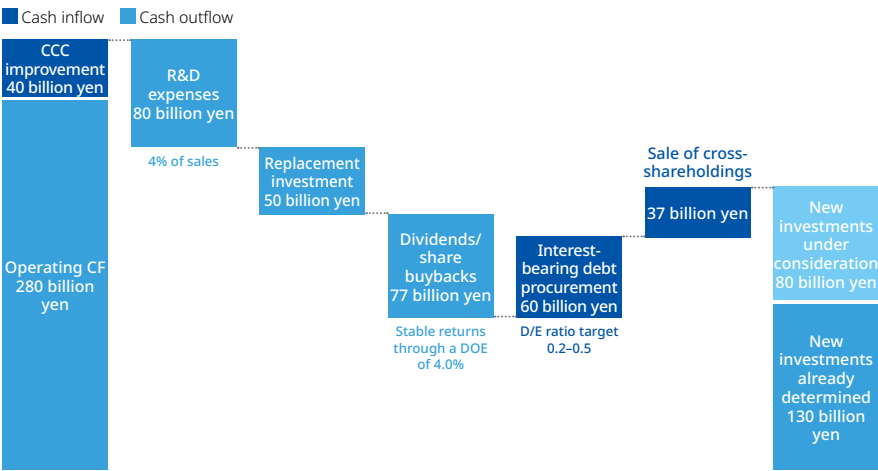 Cash inflow
Cash outflow
CCC
improvement
40 billion yen
Operating CF
280 billion
yen
R&D
expenses
80 billion yen
4% of sales
Replacement
investment
50 billion yen
Dividends/
share
buybacks
77 billion yen
Stable returns
through a DOE
of 4.0%
Interest-
bearing debt
procurement
60 billion yen
D/E ratio target
0.2–0.5
Sale of cross-
shareholdings
37 billion yen
New
investments
under
consideration
80 billion yen
New
investments
already
determined
130 billion
yen